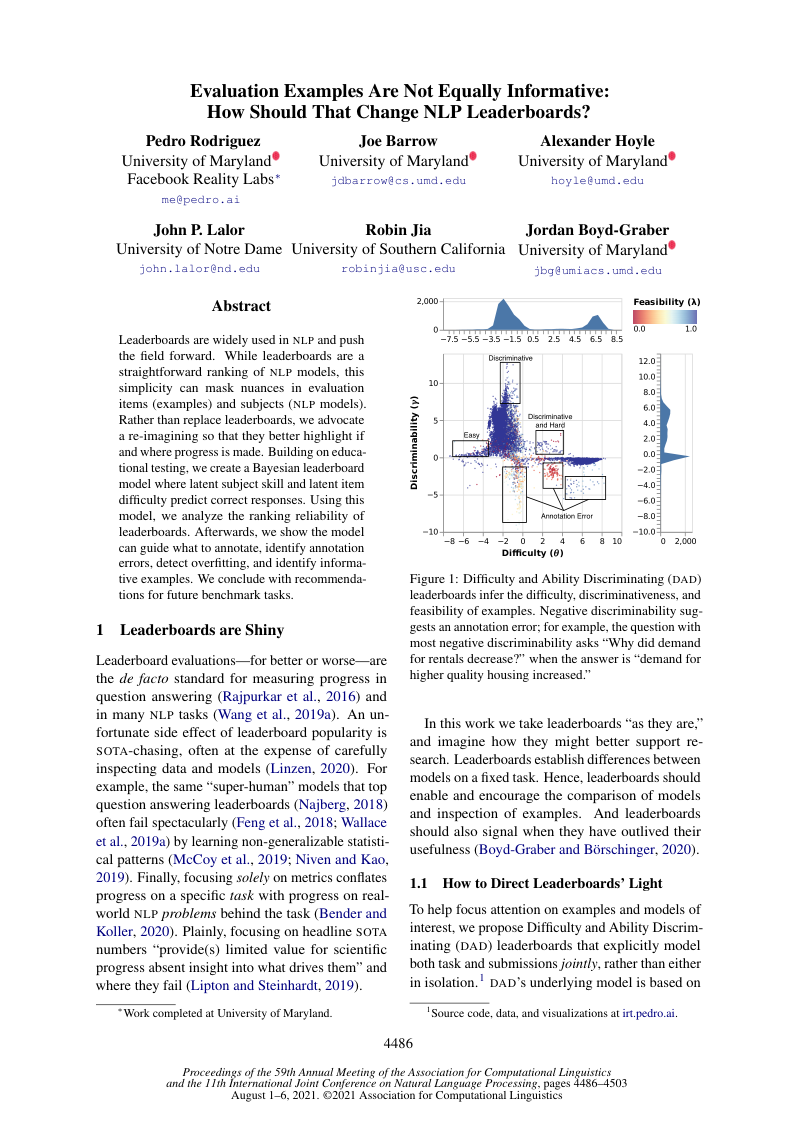 Evaluation Examples Are Not Equally Informative:
How Should That Change NLP Leaderboards?
Pedro Rodriguez
University of Maryland
Facebook Reality Labs*
me@pedro.ai
Joe Barrow
University of Maryland
jdbarrow@cs.umd.edu
Alexander Hoyle
University of Maryland
hoyle@umd.edu
John P. Lalor
University of Notre Dame
john.lalor@nd.edu
Robin Jia
University of Southern California
robinjia@usc.edu
Jordan Boyd-Graber
University of Maryland
jbg@umiacs.umd.edu
Abstract
Leaderboards are widely used in NLP and push
the field forward. While leaderboards are a
straightforward ranking of NLP models, this
simplicity can mask nuances in evaluation
items (examples) and subjects (NLP models).
Rather than replace leaderboards, we advocate
a re-imagining so that they better highlight if
and where progress is made. Building on educa-
tional testing, we create a Bayesian leaderboard
model where latent subject skill and latent item
difficulty predict correct responses. Using this
model, we analyze the ranking reliability of
leaderboards. Afterwards, we show the model
can guide what to annotate, identify annotation
errors, detect overfitting, and identify informa-
tive examples. We conclude with recommenda-
tions for future benchmark tasks.
1 Leaderboards are Shiny
Leaderboard evaluations—for better or worse—are
the de facto standard for measuring progress in
question answering (Rajpurkar et al., 2016) and
in many NLP tasks (Wang et al., 2019a). An un-
fortunate side effect of leaderboard popularity is
SOTA-chasing, often at the expense of carefully
inspecting data and models (Linzen, 2020). For
example, the same “super-human” models that top
question answering leaderboards (Najberg, 2018)
often fail spectacularly (Feng et al., 2018; Wallace
et al., 2019a) by learning non-generalizable statisti-
cal patterns (McCoy et al., 2019; Niven and Kao,
2019). Finally, focusing solely on metrics conflates
progress on a specific task with progress on real-
world NLP problems behind the task (Bender and
Koller, 2020). Plainly, focusing on headline SOTA
numbers “provide(s) limited value for scientific
progress absent insight into what drives them” and
where they fail (Lipton and Steinhardt, 2019).
*Work completed at University of Maryland.
2,000
0
−7.5 −5.5 −3.5 −1.5 0.5 2.5 4.5 6.5 8.5
Feasibility (λ)
0.0 1.0
Discriminative
Discriminative
and Hard
Easy
Annotation Error
10
5
0
−5
−10
Discriminability (γ)
−8 −6 −4 −2 0 2 4 6 8 10
Difficulty (θ)
12.0
10.0
8.0
6.0
4.0
2.0
0.0
−2.0
−4.0
−6.0
−8.0
−10.0
0 2,000
Figure 1: Difficulty and Ability Discriminating (DAD)
leaderboards infer the difficulty, discriminativeness, and
feasibility of examples. Negative discriminability sug-
gests an annotation error; for example, the question with
most negative discriminability asks “Why did demand
for rentals decrease?” when the answer is “demand for
higher quality housing increased.”
In this work we take leaderboards “as they are,”
and imagine how they might better support re-
search. Leaderboards establish differences between
models on a fixed task. Hence, leaderboards should
enable and encourage the comparison of models
and inspection of examples. And leaderboards
should also signal when they have outlived their
usefulness (Boyd-Graber and Börschinger, 2020).
1.1 How to Direct Leaderboards’ Light
To help focus attention on examples and models of
interest, we propose Difficulty and Ability Discrim-
inating (DAD) leaderboards that explicitly model
both task and submissions jointly, rather than either
in isolation.1 DAD’s underlying model is based on
1Source code, data, and visualizations at irt.pedro.ai.
4486
Proceedings of the 59th Annual Meeting of the Association for Computational Linguistics
and the 11th International Joint Conference on Natural Language Processing, pages 4486–4503
August 1–6, 2021. ©2021 Association for Computational Linguistics